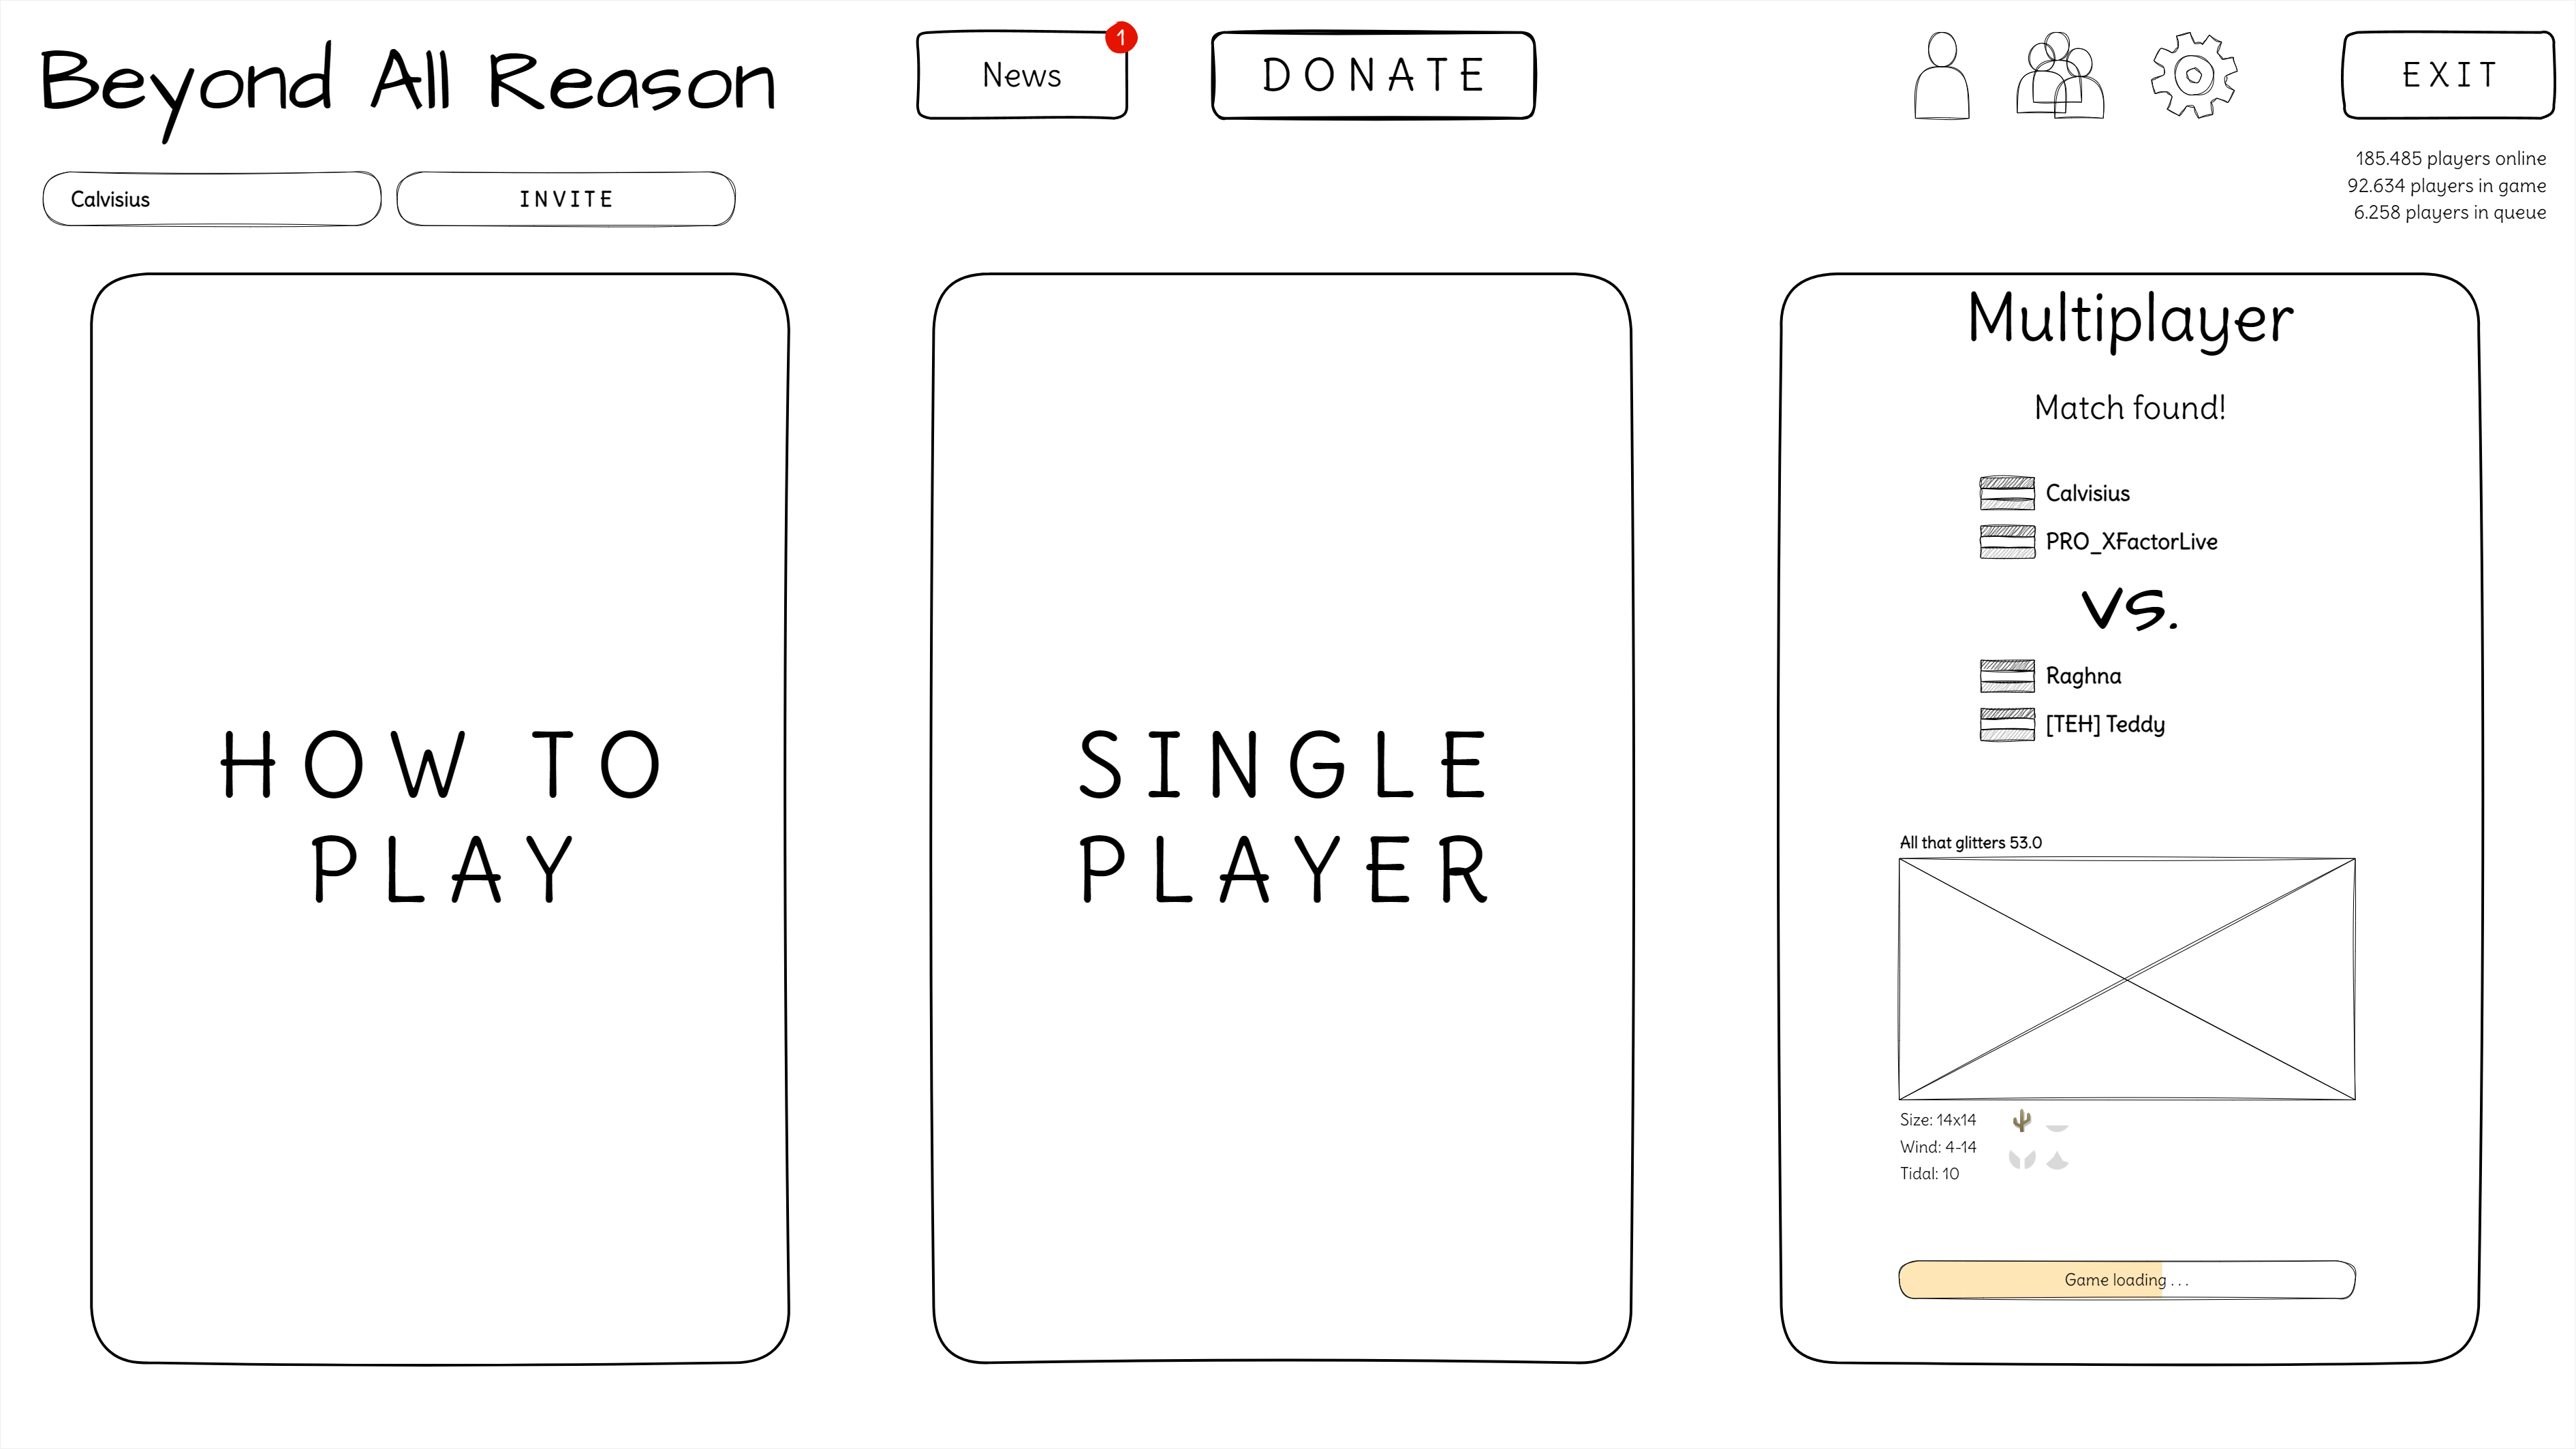 Beyond All Reason
News
1
DONATE
EXIT
185.485 players online
92.634 players in game
6.258 players in queue
Calvisius
INVITE
HOW TO
PLAY
SINGLE
PLAYER
Multiplayer
Match found!
Calvisius
PRO_XFactorLive
VS.
Raghna
[TEH] Teddy
All that glitters 53.0
Size: 14x14
Wind: 4-14
Tidal: 10
Game loading . . .